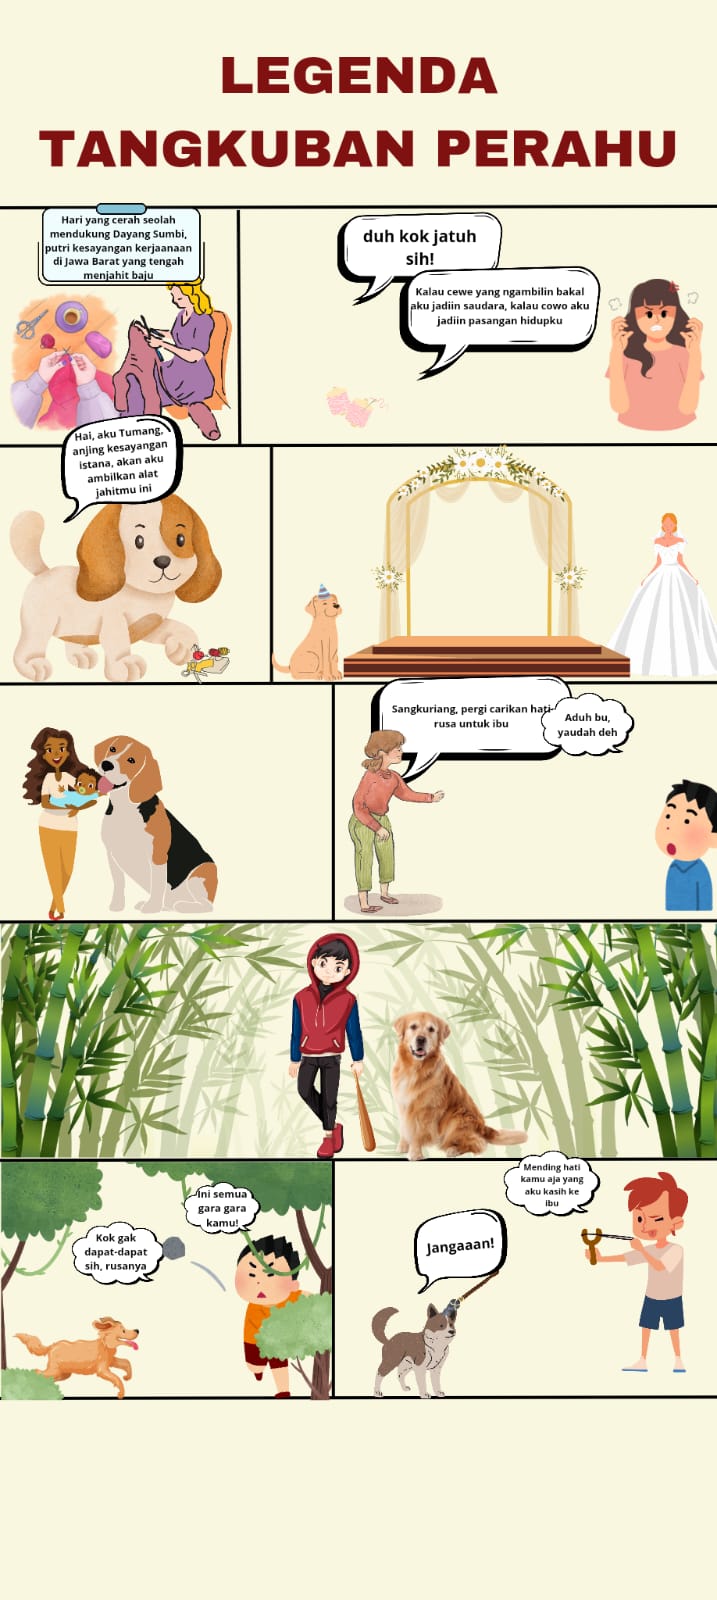 LEGENDA
TANGKUBAN PERAHU
Hari yang cerah seolah
mendukung Dayang Sumbi,
putri kesayangan kerjaanaan
di Jawa Barat yang tengah
menjahit baju
duh kok jatuh
sih!
Kalau cewe yang ngambilin bakal
aku jadiin saudara, kalau cowo aku
jadiin pasangan hidupku
Hai, aku Tumang,
anjing kesayangan
istana, akan aku
ambilkan alat
jahitmu ini
Sangkuriang, pergi carikan hati
rusa untuk ibu
Aduh bu,
yaudah deh
Kok gak
dapat-dapat
sih, rusanya
Ini semua
gara gara
kamu!
Mending hati
kamu aja yang
aku kasih ke
ibu
Jangaaan!